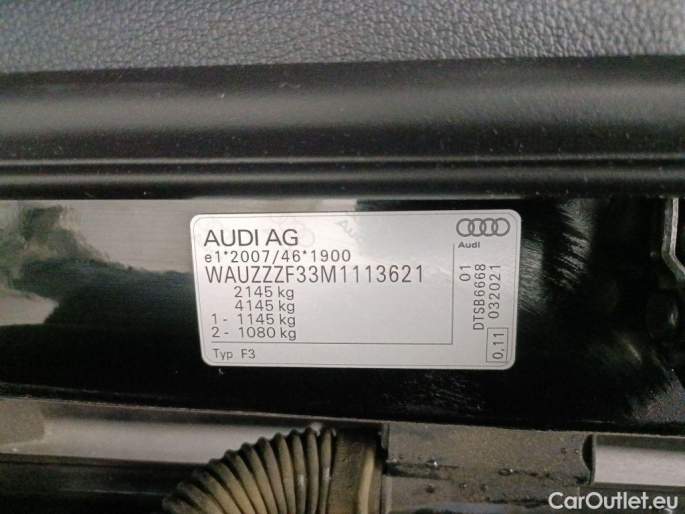 AUDI AG
Audi
e1*2007/46*1900
WAUZZZF33M1113621
2145 kg
4145 kg
1 - 1145 kg
2 - 1080 kg
Typ F3
01
DTSB6668
032021
0,11
CarOutlet.eu